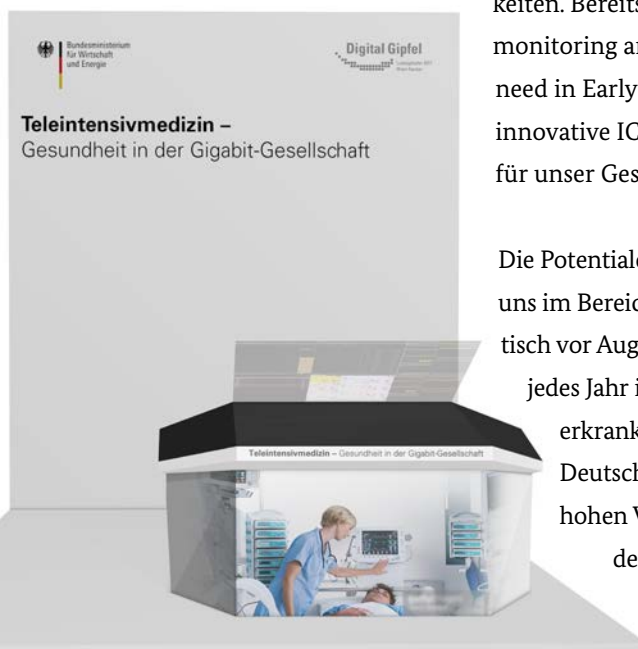 Bundesministerium
für Wirtschaft
und Energie
Digital Gipfel
Teleintensivmedizin –
Gesundheit in der Gigabit-Gesellschaft
Teleintensivmedizin – Gesundheit in der Gigabit-Gesellschaft
keiten. Bereits
monitoring a
need in Early
innovative IC
für unser Ges
Die Potentiale
uns im Bereic
tisch vor Aug
jedes Jahr i
erkrank
Deutsch
hohen V
de